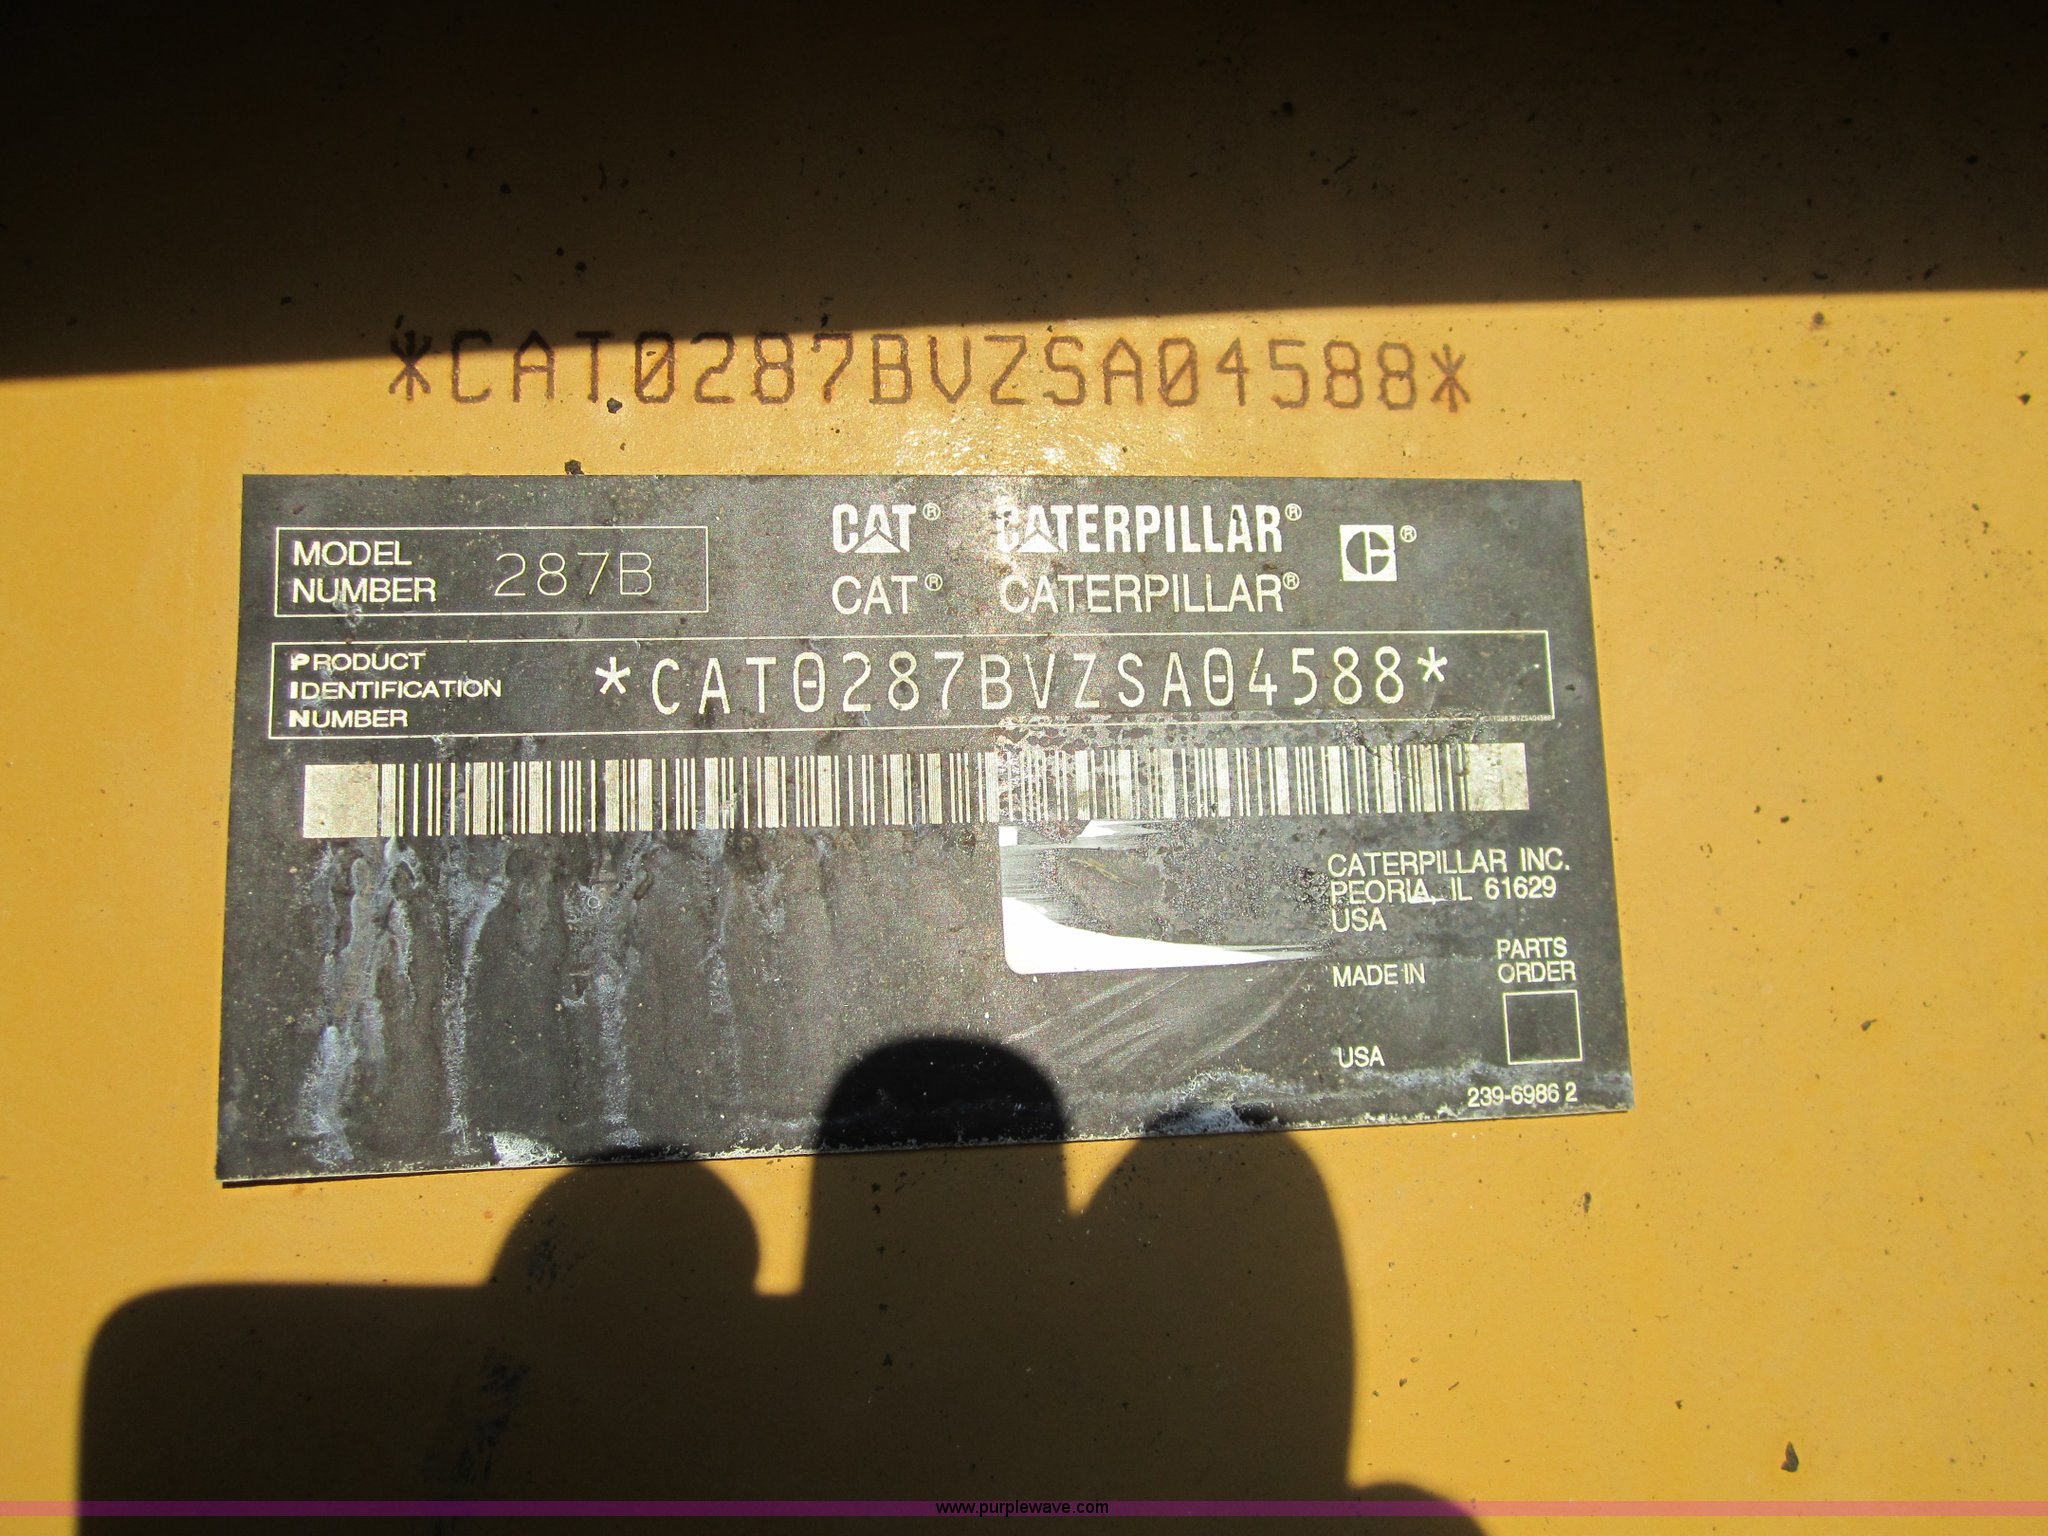 *CAT0287BVZSA04588*
MODEL NUMBER 287B
CAT® CATERPILLAR® C®
CAT® CATERPILLAR®
PRODUCT
IDENTIFICATION
NUMBER
*CAT0287BVZSA04588*
CAT0287BVZSA04588
CATERPILLAR INC.
PEORIA, IL 61629
USA
MADE IN
USA
PARTS
ORDER
239-6986 2
www.purplewave.com